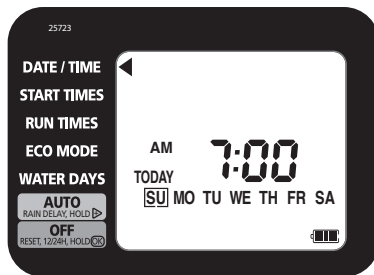 25723
DATE / TIME
START TIMES
RUN TIMES
ECO MODE
WATER DAYS
AUTO
RAIN DELAY, HOLD
OFF
RESET, 12/24H, HOLD OK
AM 7:00
TODAY
SU MO TU WE TH FR SA